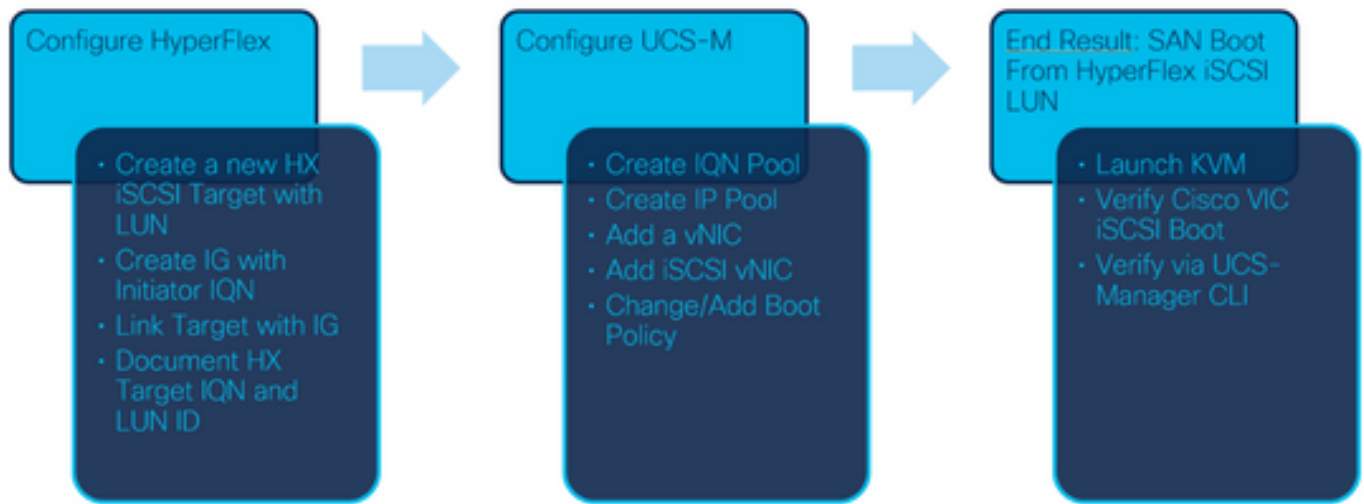 Configure HyperFlex
• Create a new HX
iSCSI Target with
LUN
• Create IG with
Initiator IQN
• Link Target with IG
• Document HX
Target IQN and
LUN ID
Configure UCS-M
• Create IQN Pool
• Create IP Pool
• Add a vNIC
• Add iSCSI vNIC
• Change/Add Boot
Policy
End Result: SAN Boot
From HyperFlex iSCSI
LUN
• Launch KVM
• Verify Cisco VIC
iSCSI Boot
• Verify via UCS-
Manager CLI